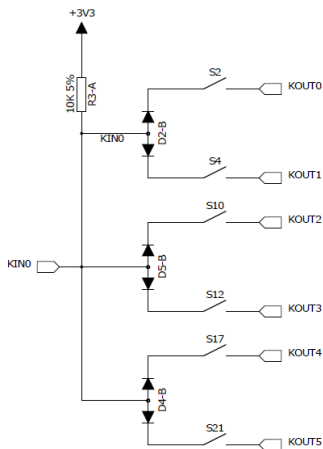 +3V3
10K 5%
R3-A
S2
KOUT0
KIN0
D2-B
S4
KOUT1
S10
KOUT2
KIN0
D5-B
S12
KOUT3
S17
KOUT4
D4-B
S21
KOUT5